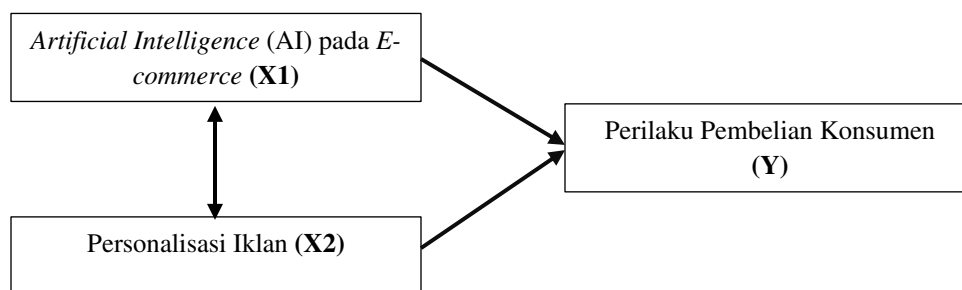 Artificial Intelligence (AI) pada E-
commerce (X1)
Perilaku Pembelian Konsumen
(Y)
Personalisasi Iklan (X2)